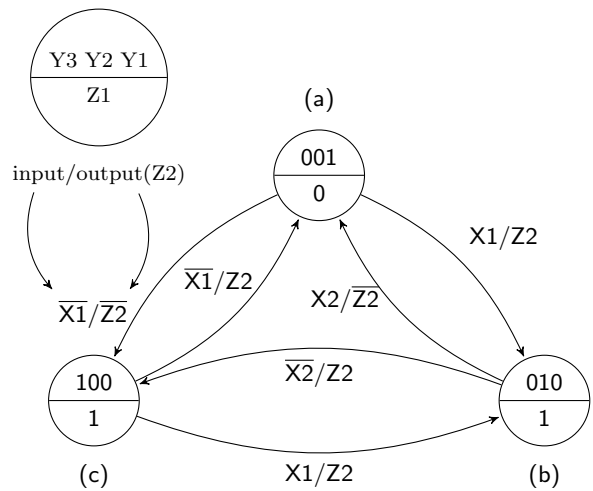 Y3 Y2 Y1
Z1
input/output(Z2)
(a)
001
0
X1/Z2
X̅1̅/Z2
X2/Z̅2̅
X̅1̅/Z̅2̅
X̅2̅/Z2
100
1
(c)
010
1
(b)
X1/Z2